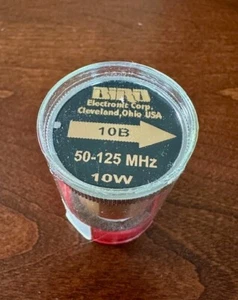 BIRD
Electronic Corp.
Cleveland,Ohio USA
10B
50-125 MHz
10W